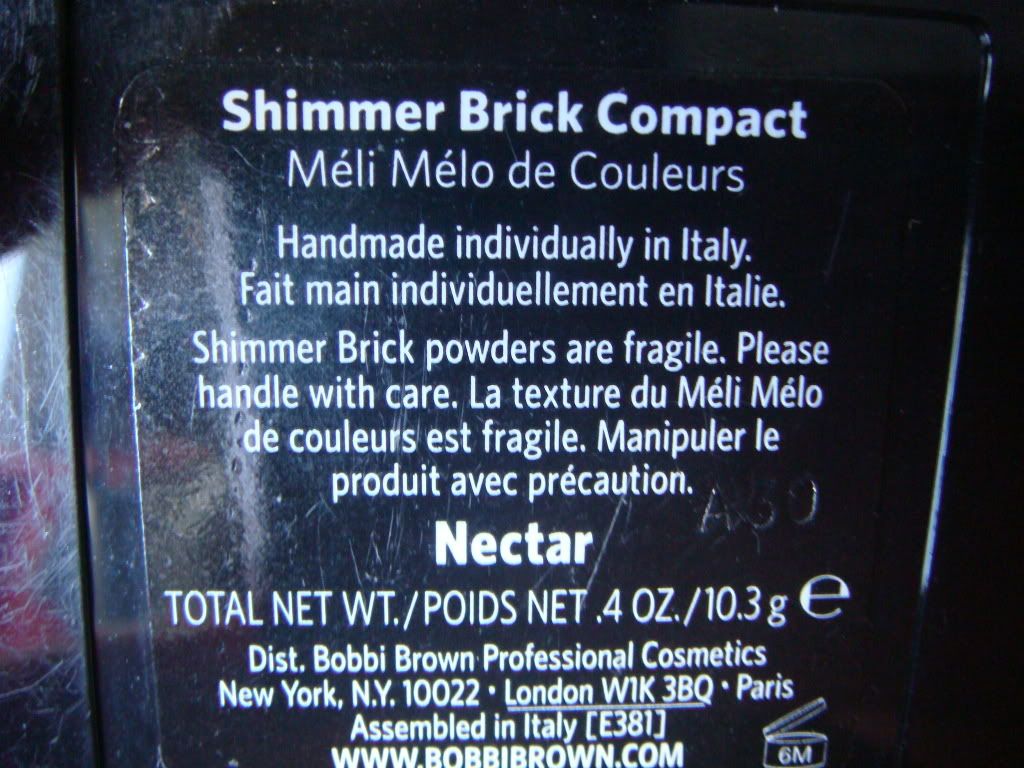 Shimmer Brick Compact
Méli Mélo de Couleurs
Handmade individually in Italy.
Fait main individuellement en Italie.
Shimmer Brick powders are fragile. Please
handle with care. La texture du Méli Mélo
de couleurs est fragile. Manipuler le
produit avec précaution.
A50
Nectar
TOTAL NET WT./POIDS NET .4 OZ./10.3 g ℮
Dist. Bobbi Brown Professional Cosmetics
New York, N.Y. 10022 · London W1K 3BQ · Paris
Assembled in Italy [E381]
WWW.BOBBIBROWN.COM
6M